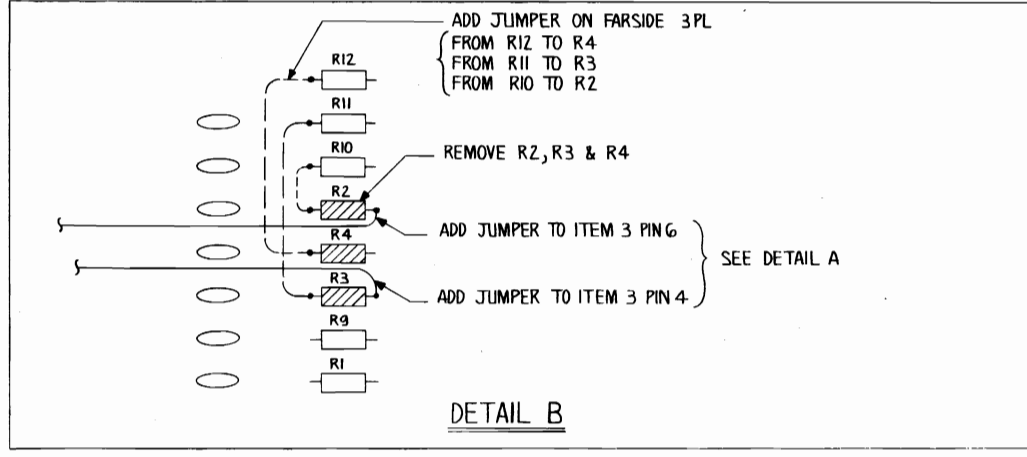 ADD JUMPER ON FARSIDE 3PL
FROM R12 TO R4
FROM R11 TO R3
FROM R10 TO R2
R12
R11
R10
REMOVE R2, R3 & R4
R2
ADD JUMPER TO ITEM 3 PIN 6
R4
SEE DETAIL A
R3
ADD JUMPER TO ITEM 3 PIN 4
R9
R1
DETAIL B